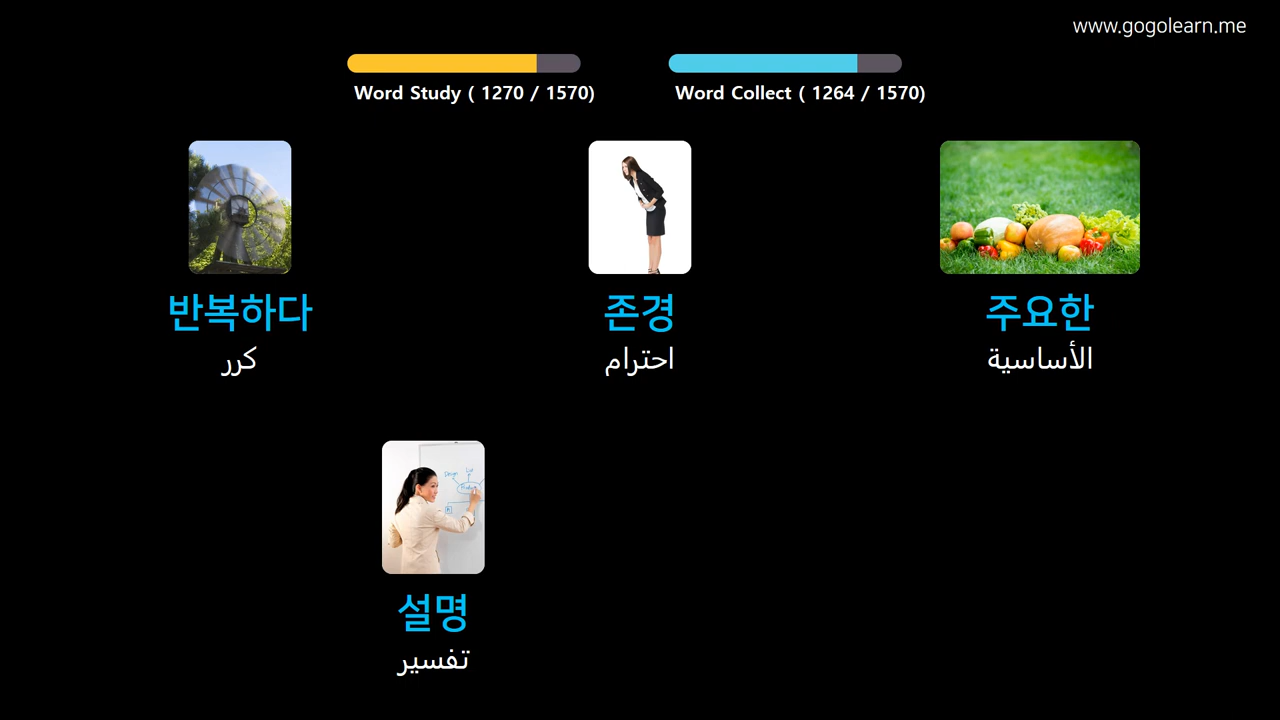 www.gogolearn.me
Word Study ( 1270 / 1570)
Word Collect ( 1264 / 1570)
반복하다
كرر
존경
احترام
주요한
الأساسية
설명
تفسير